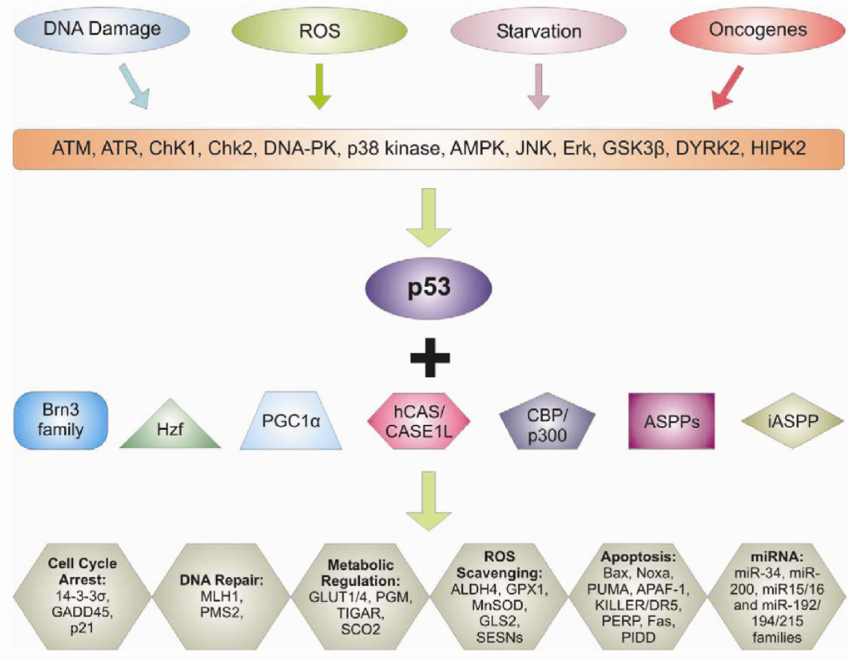 DNA Damage
ROS
Starvation
Oncogenes
ATM, ATR, ChK1, Chk2, DNA-PK, p38 kinase, AMPK, JNK, Erk, GSK3β, DYRK2, HIPK2
p53
+
Brn3
family
Hzf
PGC1α
hCAS/
CASE1L
CBP/
p300
ASPPs
iASPP
Cell Cycle
Arrest:
14-3-3σ,
GADD45,
p21
DNA Repair:
MLH1,
PMS2,
Metabolic
Regulation:
GLUT1/4, PGM,
TIGAR,
SCO2
ROS
Scavenging:
ALDH4, GPX1,
MnSOD,
GLS2,
SESNs
Apoptosis:
Bax, Noxa,
PUMA, APAF-1,
KILLER/DR5,
PERP, Fas,
PIDD
miRNA:
miR-34, miR-
200, miR15/16
and miR-192/
194/215
families